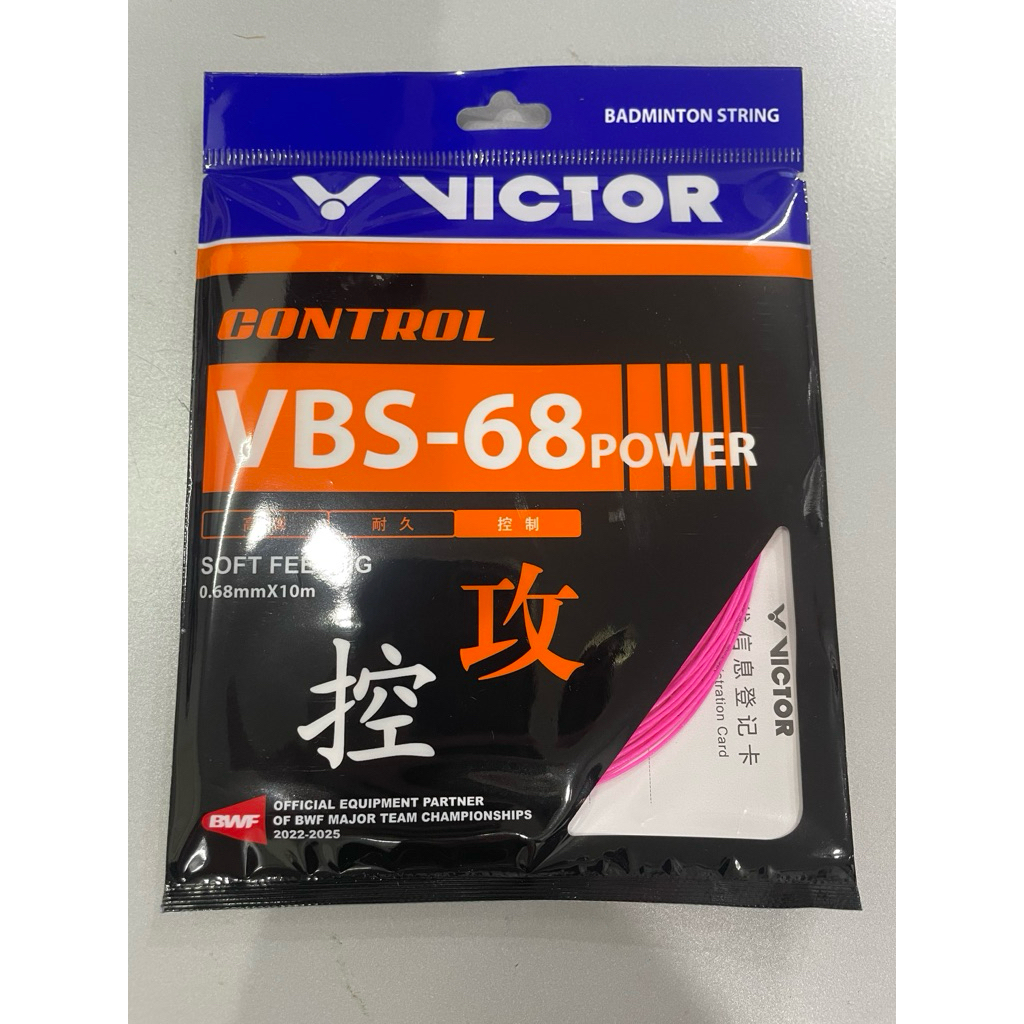 BADMINTON STRING
VICTOR
CONTROL
VBS-68POWER
耐久 控制
SOFT FEELING
0.68mmX10m
攻
控
VICTOR
信息登记卡
Card
BWF
OFFICIAL EQUIPMENT PARTNER
OF BWF MAJOR TEAM CHAMPIONSHIPS
2022-2025